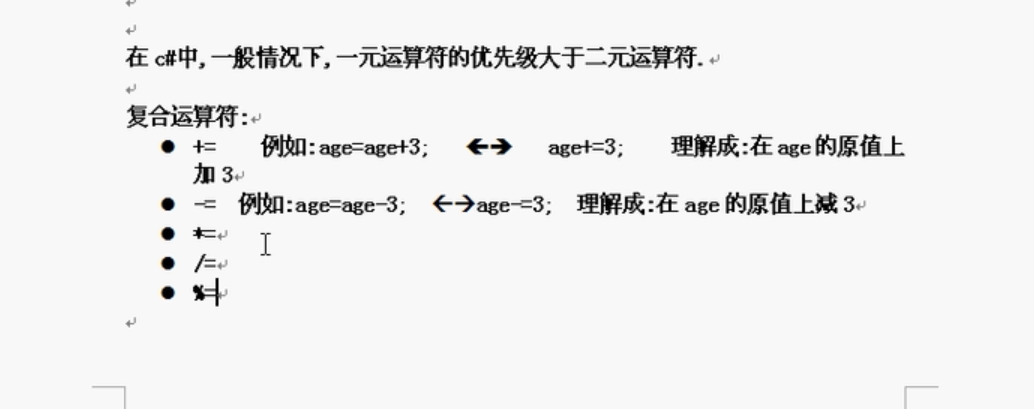 在 c#中,一般情况下,一元运算符的优先级大于二元运算符.
复合运算符:
● += 例如:age=age+3; ←→ age+=3; 理解成:在 age 的原值上
加 3
● -= 例如:age=age-3; ←→age-=3; 理解成:在 age 的原值上减 3
● *=
● /=
● %=